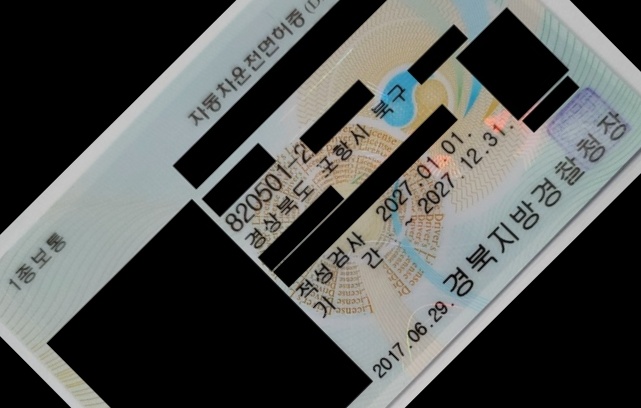 자동차운전면허증
1종보통
820501-2
경상북도 포항시 북구
적성검사 2027.01.01.
기 간 ~ 2027.12.31.
2017.06.29. 경북지방경찰청장